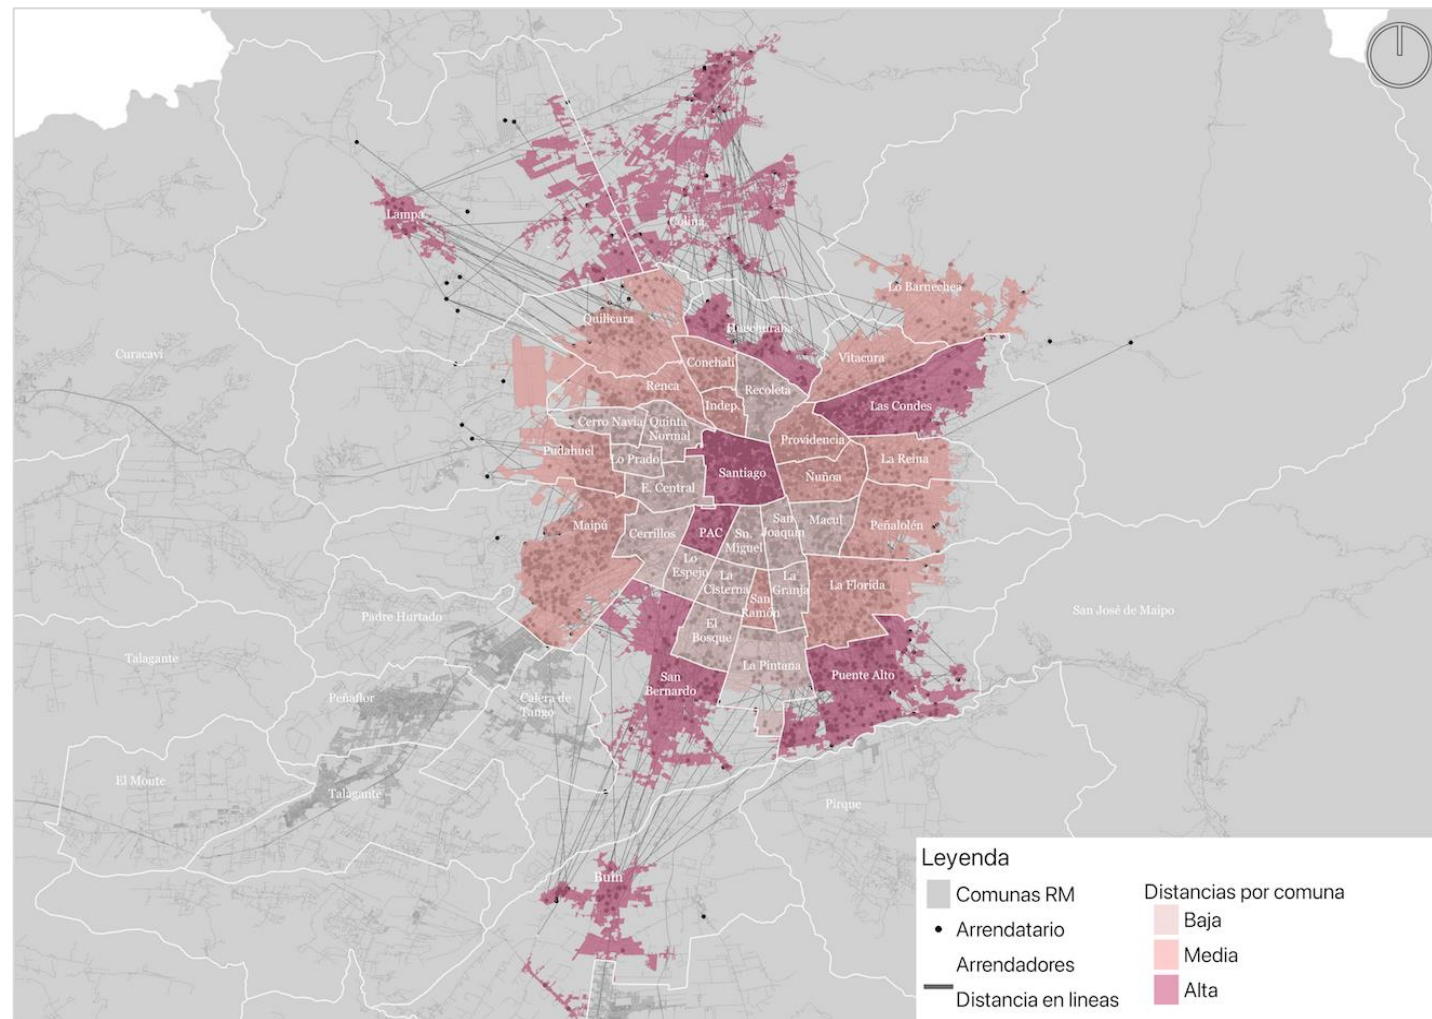 Lampa
Colina
Lo Barnechea
Quilicura
Huechuraba
Curacaví
Conchalí
Vitacura
Renca
Recoleta
Indep.
Las Condes
Cerro Navia
Quinta
Normal
Providencia
Pudahuel
Lo Prado
Santiago
La Reina
E. Central
Ñuñoa
Maipú
Cerrillos
PAC
Sn.
Miguel
San
Joaquín
Macul
Peñalolén
Lo
Espejo
La
Cisterna
San
Ramón
La
Granja
La Florida
Padre Hurtado
San José de Maipo
El
Bosque
Talagante
La Pintana
San
Bernardo
Puente Alto
Peñaflor
Calera de
Tango
El Monte
Talagante
Pirque
Buin
Leyenda
Comunas RM
Arrendatario
Arrendadores
Distancia en lineas
Distancias por comuna
Baja
Media
Alta